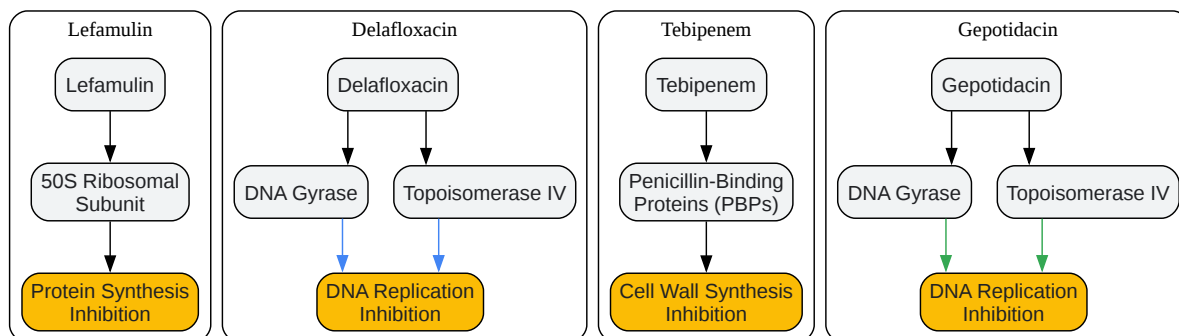 Lefamulin
Lefamulin
50S Ribosomal
Subunit
Protein Synthesis
Inhibition
Delafloxacin
Delafloxacin
DNA Gyrase
Topoisomerase IV
DNA Replication
Inhibition
Tebipenem
Tebipenem
Penicillin-Binding
Proteins (PBPs)
Cell Wall Synthesis
Inhibition
Gepotidacin
Gepotidacin
DNA Gyrase
Topoisomerase IV
DNA Replication
Inhibition